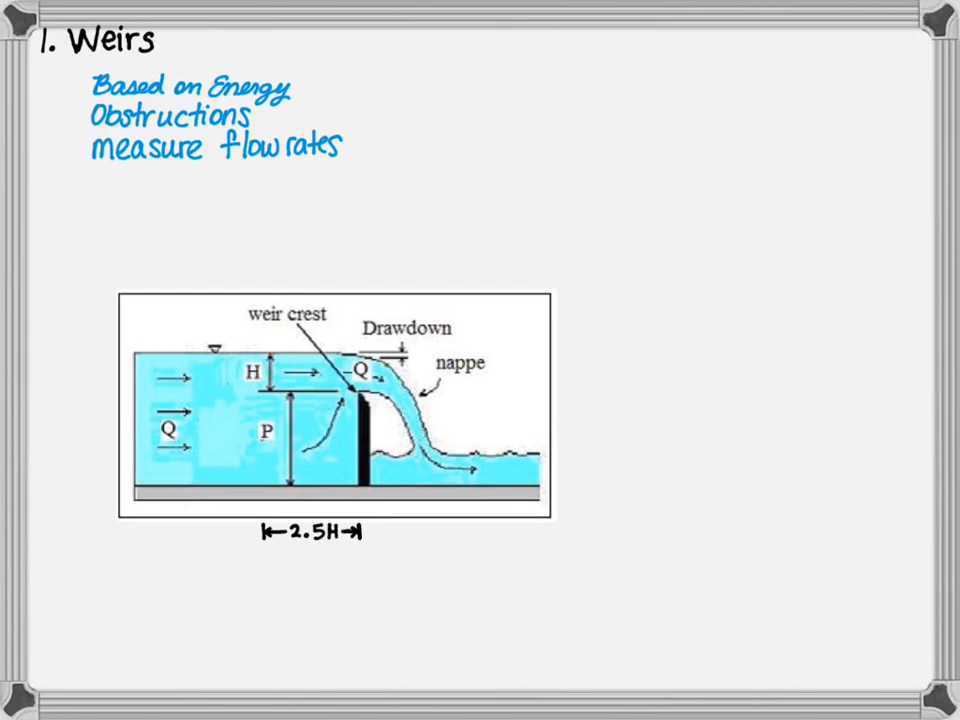 1. Weirs
Based on Energy
Obstructions
measure flow rates
weir crest
Drawdown
nappe
H
Q
Q
P
2.5H